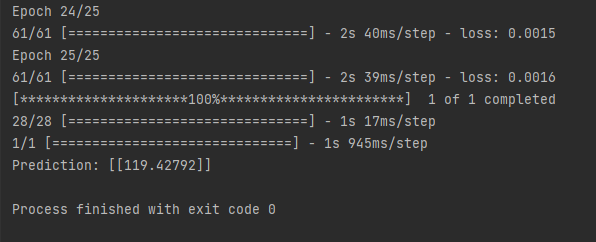 Epoch 24/25
61/61 [==============================] - 2s 40ms/step - loss: 0.0015
Epoch 25/25
61/61 [==============================] - 2s 39ms/step - loss: 0.0016
[*********************100%***********************]  1 of 1 completed
28/28 [==============================] - 1s 17ms/step
1/1 [==============================] - 1s 945ms/step
Prediction: [[119.42792]]
Process finished with exit code 0